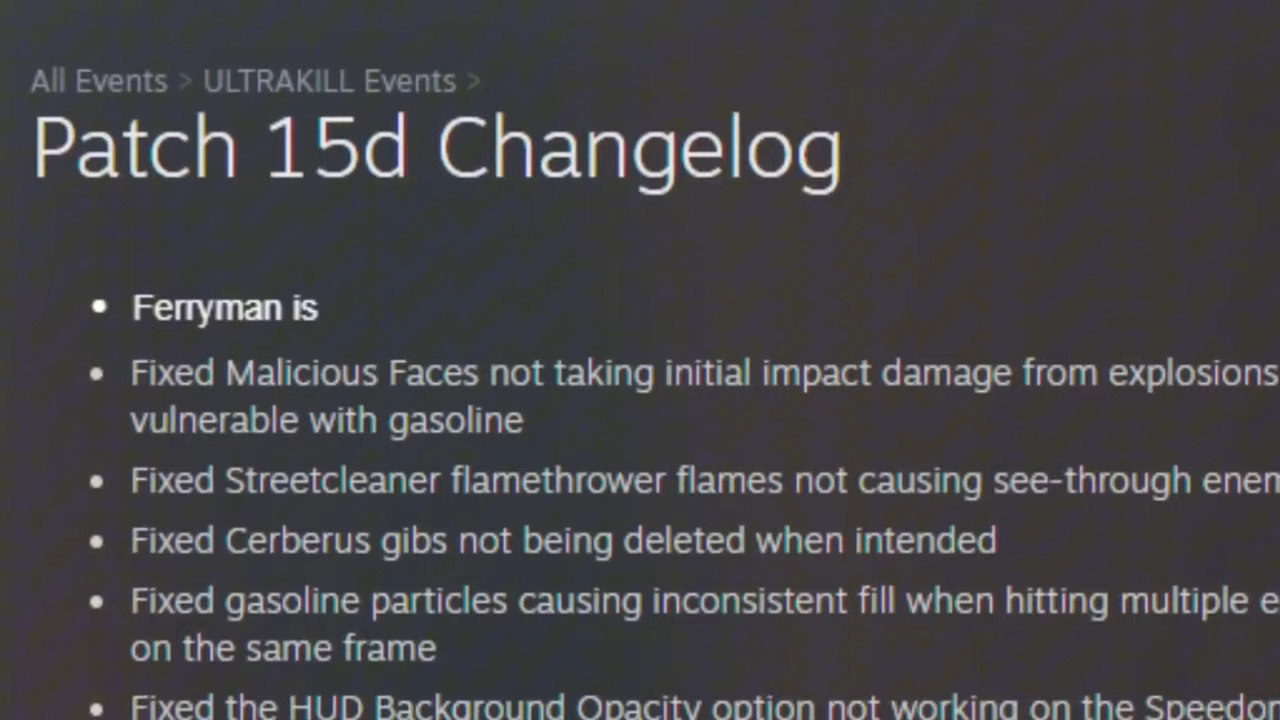 All Events > ULTRAKILL Events >
Patch 15d Changelog
• Ferryman is
• Fixed Malicious Faces not taking initial impact damage from explosions
vulnerable with gasoline
• Fixed Streetcleaner flamethrower flames not causing see-through
• Fixed Cerberus gibs not being deleted when intended
• Fixed gasoline particles causing inconsistent fill when hitting multiple
on the same frame
• Fixed the HUD Background Opacity option not working on the